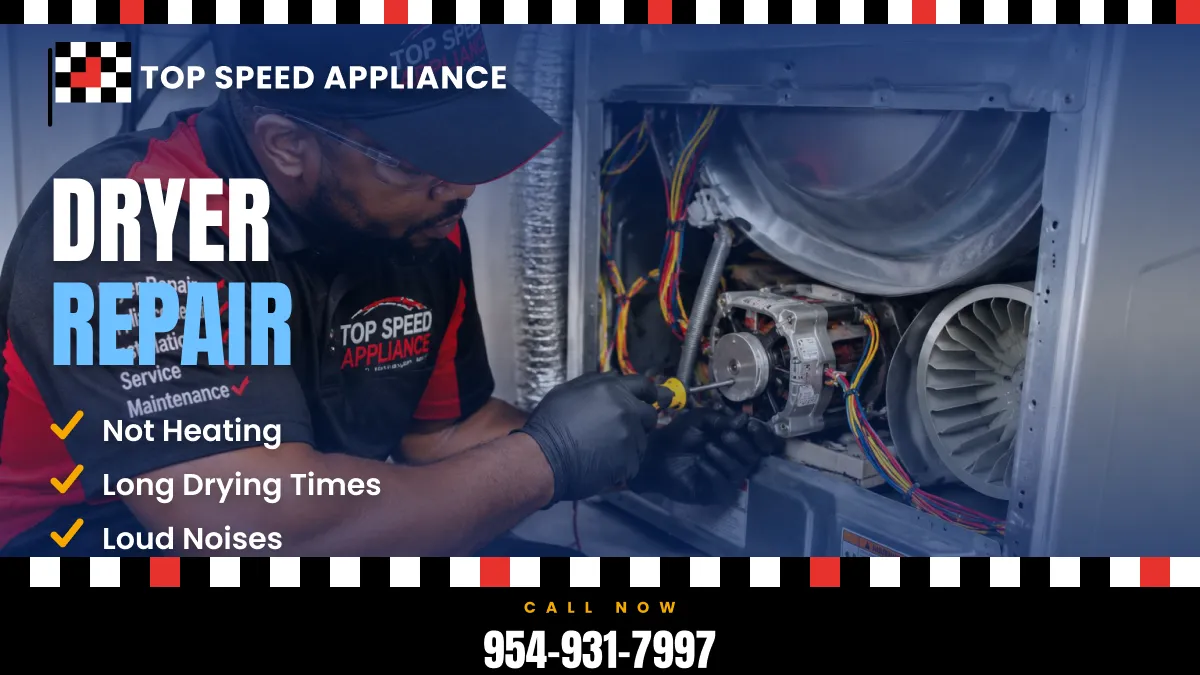 TOP SPEED APPLIANCE
DRYER
REPAIR
Service
Maintenance
TOP SPEED
APPLIANCE
Not Heating
Long Drying Times
Loud Noises
CALL NOW
954-931-7997